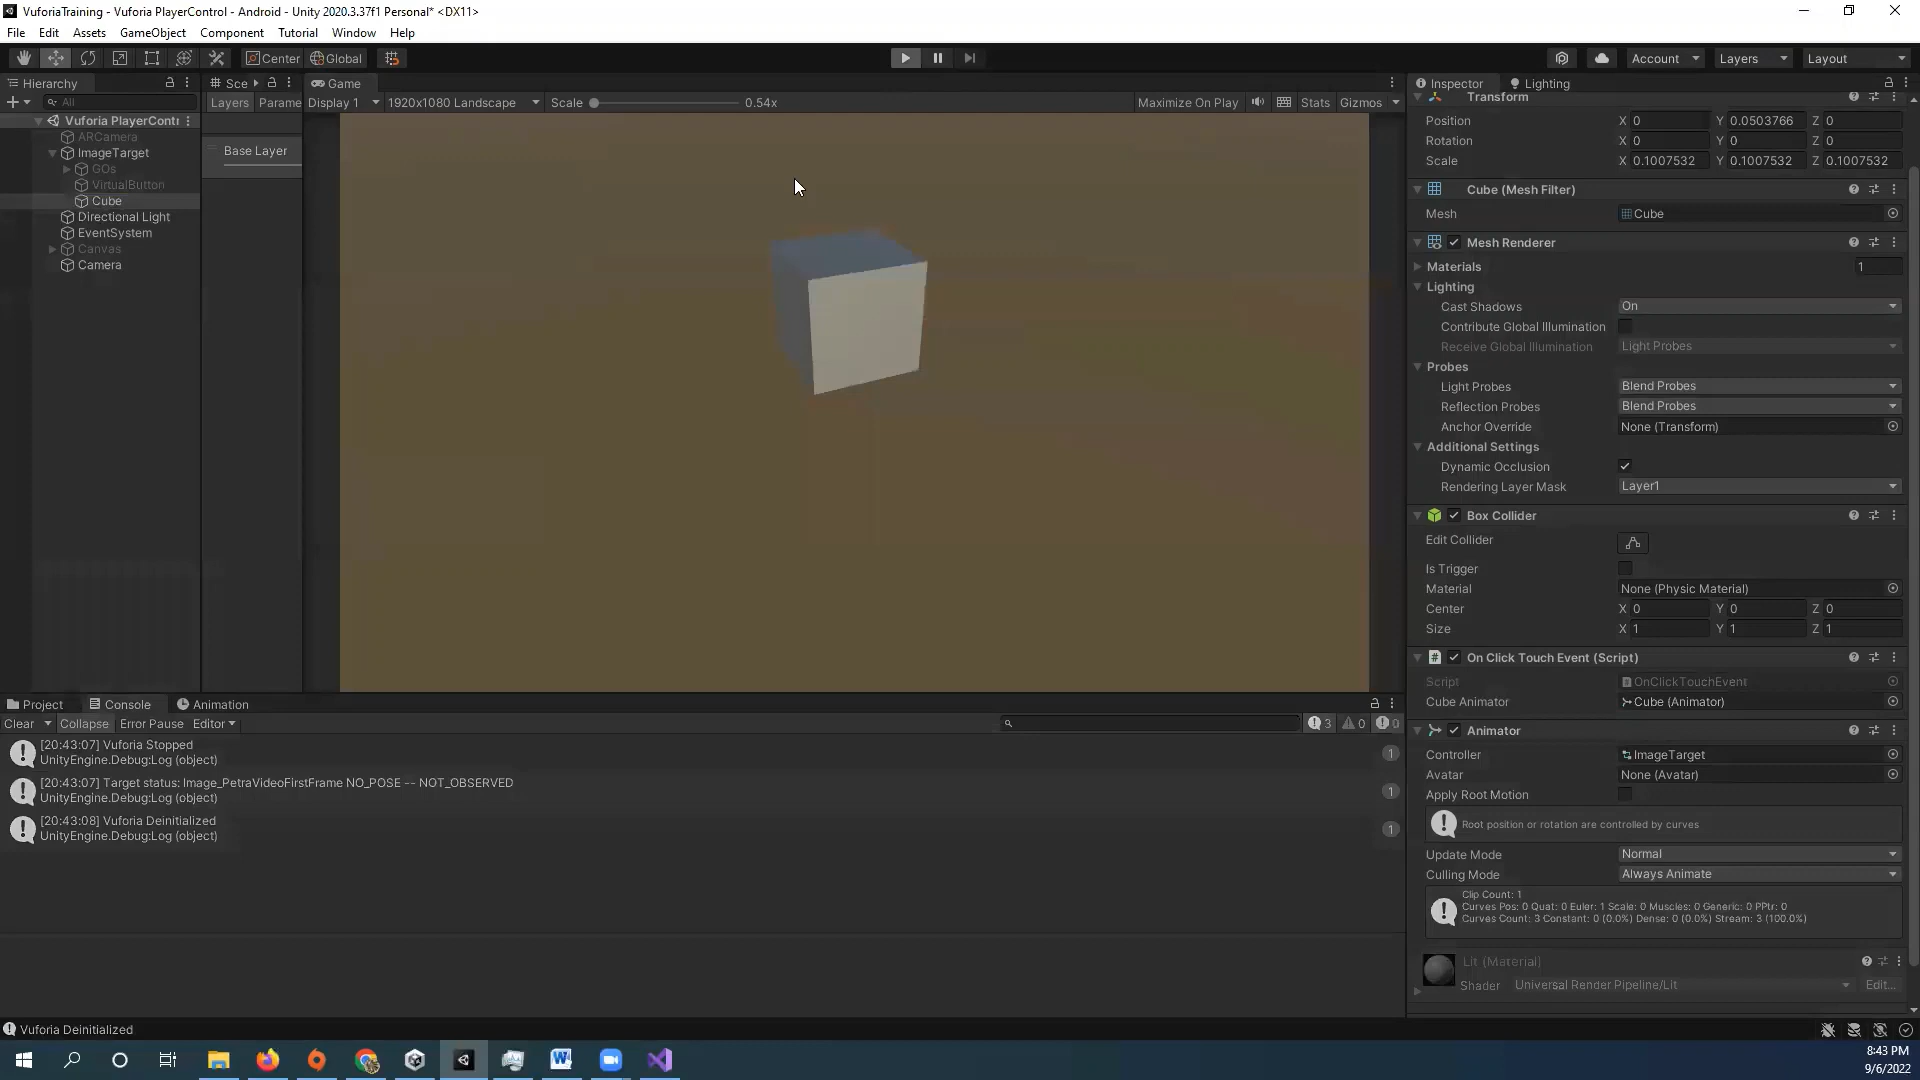 VuforiaTraining - Vuforia PlayerControl - Android - Unity 2020.3.37f1 Personal* <DX11>
File Edit Assets GameObject Component Tutorial Window Help
Center Global
Account Layers Layout
Hierarchy
All
Vuforia PlayerContr
ARCamera
ImageTarget
GOs
VirtualButton
Cube
Directional Light
EventSystem
Canvas
Camera
Sce
Layers Parame
Base Layer
Game
Display 1 1920x1080 Landscape Scale 0.54x Maximize On Play Stats Gizmos
Inspector Lighting
Transform
Position X 0 Y 0.0503766 Z 0
Rotation X 0 Y 0 Z 0
Scale X 0.1007532 Y 0.1007532 Z 0.1007532
Cube (Mesh Filter)
Mesh Cube
Mesh Renderer
Materials 1
Lighting
Cast Shadows On
Contribute Global Illumination
Receive Global Illumination Light Probes
Probes
Light Probes Blend Probes
Reflection Probes Blend Probes
Anchor Override None (Transform)
Additional Settings
Dynamic Occlusion
Rendering Layer Mask Layer1
Box Collider
Edit Collider
Is Trigger
Material None (Physic Material)
Center X 0 Y 0 Z 0
Size X 1 Y 1 Z 1
On Click Touch Event (Script)
Script OnClickTouchEvent
Cube Animator Cube (Animator)
Animator
Controller ImageTarget
Avatar None (Avatar)
Apply Root Motion
Root position or rotation are controlled by curves
Update Mode Normal
Culling Mode Always Animate
Clip Count: 1
Curves Pos: 0 Quat: 0 Euler: 1 Scale: 0 Muscles: 0 Generic: 0 PPtr: 0
Curves Count: 3 Constant: 0 (0.0%) Dense: 0 (0.0%) Stream: 3 (100.0%)
Lit (Material)
Shader Universal Render Pipeline/Lit Edit...
Project Console Animation
Clear Collapse Error Pause Editor 3 0 0
[20:43:07] Vuforia Stopped
UnityEngine.Debug:Log (object) 1
[20:43:07] Target status: Image_PetraVideoFirstFrame NO_POSE -- NOT_OBSERVED
UnityEngine.Debug:Log (object) 1
[20:43:08] Vuforia Deinitialized
UnityEngine.Debug:Log (object) 1
Vuforia Deinitialized
8:43 PM
9/6/2022